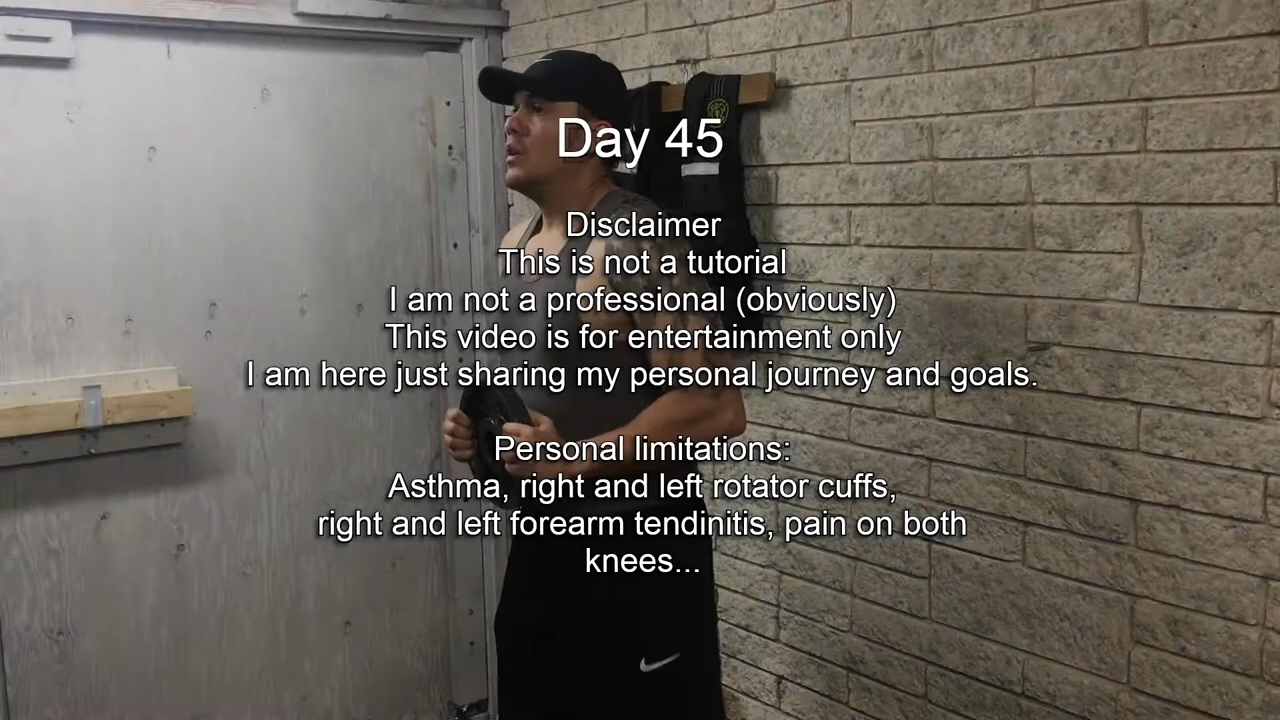 Day 45
Disclaimer
This is not a tutorial
I am not a professional (obviously)
This video is for entertainment only
I am here just sharing my personal journey and goals.
Personal limitations:
Asthma, right and left rotator cuffs,
right and left forearm tendinitis, pain on both
knees...